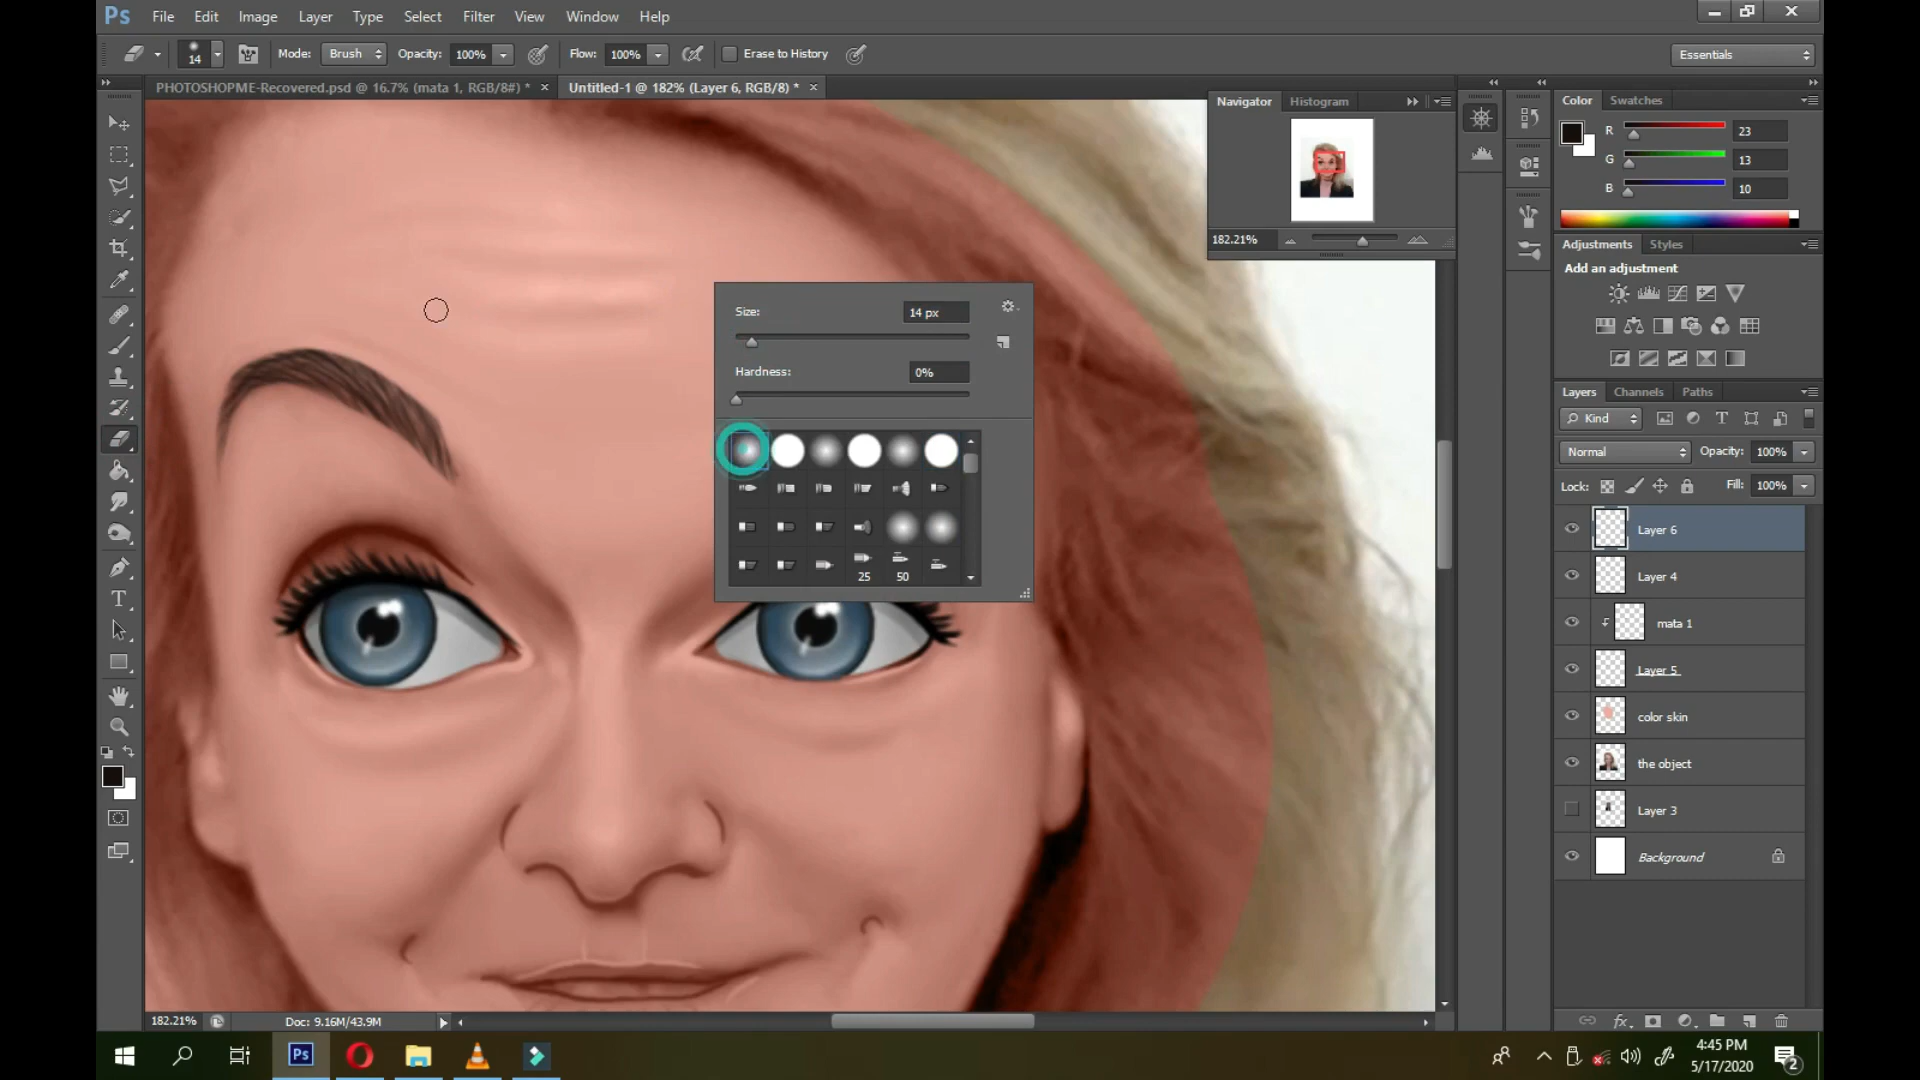 Ps File Edit Image Layer Type Select Filter View Window Help
14 Mode: Brush Opacity: 100% Flow: 100% Erase to History Essentials
PHOTOSHOPME-Recovered.psd @ 16.7% (mata 1, RGB/8#) * × Untitled-1 @ 182% (Layer 6, RGB/8) * ×
Navigator Histogram
182.21%
Color Swatches
R 23
G 13
B 10
Adjustments Styles
Add an adjustment
Size: 14 px
Hardness: 0%
25 50
Layers Channels Paths
Kind
Normal Opacity: 100%
Lock: Fill: 100%
Layer 6
Layer 4
mata 1
Layer 5
color skin
the object
Layer 3
Background
fx
T
182.21% Doc: 9.16M/43.9M
Ps
4:45 PM
5/17/2020
2